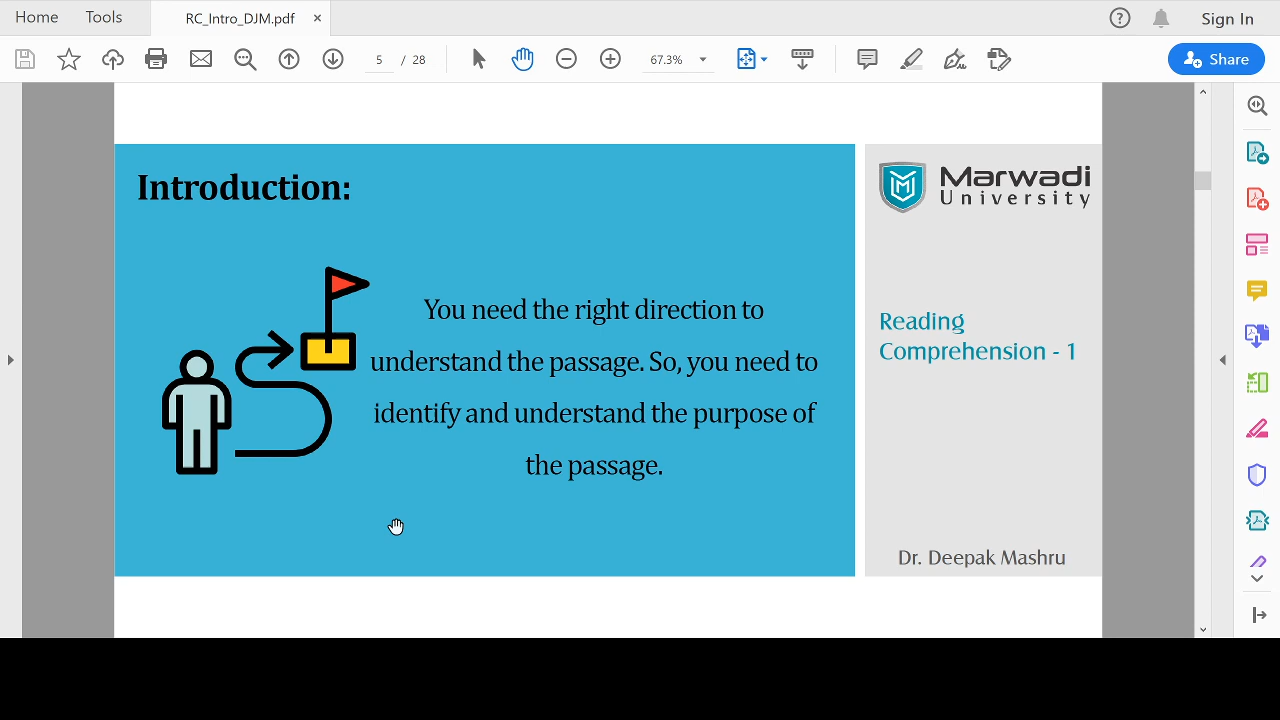 Home
Tools
RC_Intro_DJM.pdf
Sign In
5 / 28
67.3%
Share
Introduction:
You need the right direction to
understand the passage. So, you need to
identify and understand the purpose of
the passage.
Marwadi
University
Reading
Comprehension - 1
Dr. Deepak Mashru